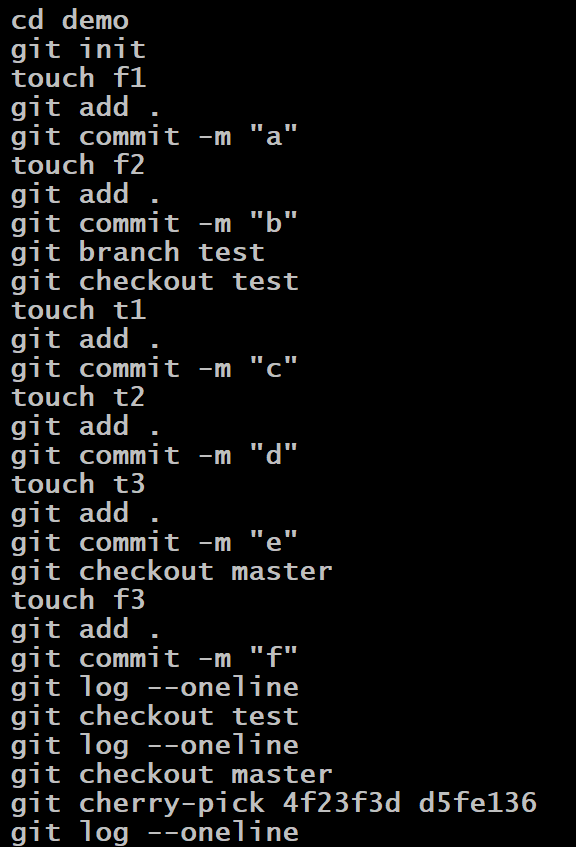 cd demo
git init
touch f1
git add .
git commit -m "a"
touch f2
git add .
git commit -m "b"
git branch test
git checkout test
touch t1
git add .
git commit -m "c"
touch t2
git add .
git commit -m "d"
touch t3
git add .
git commit -m "e"
git checkout master
touch f3
git add .
git commit -m "f"
git log --oneline
git checkout test
git log --oneline
git checkout master
git cherry-pick 4f23f3d d5fe136
git log --oneline